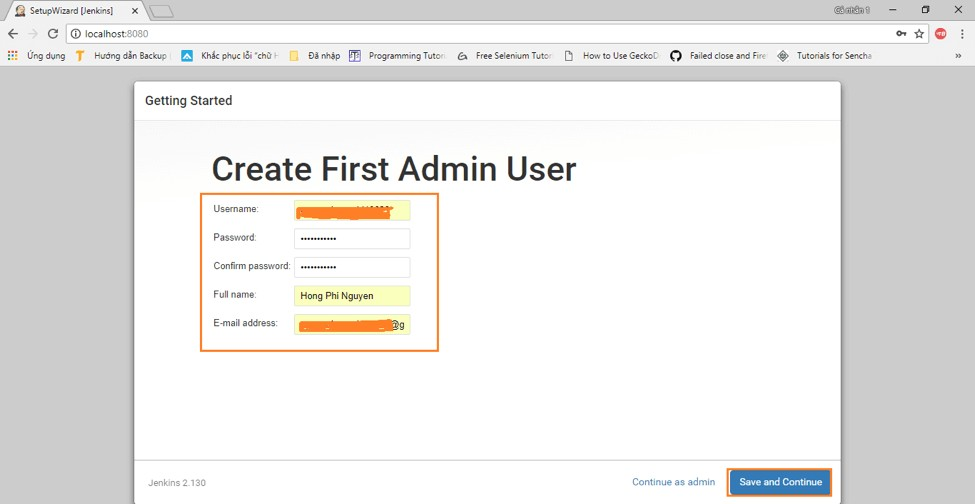 SetupWizard [Jenkins]
Cá nhân 1
localhost:8080
Ứng dụng
Hướng dẫn Backup
Khắc phục lỗi "chữ H
Đã nhập
Programming Tutori
Free Selenium Tutor
How to Use GeckoD
Failed close and Fire
Tutorials for Sencha
Getting Started
Create First Admin User
Username:
Password:
Confirm password:
Full name: Hong Phi Nguyen
E-mail address: @g
Jenkins 2.130
Continue as admin
Save and Continue